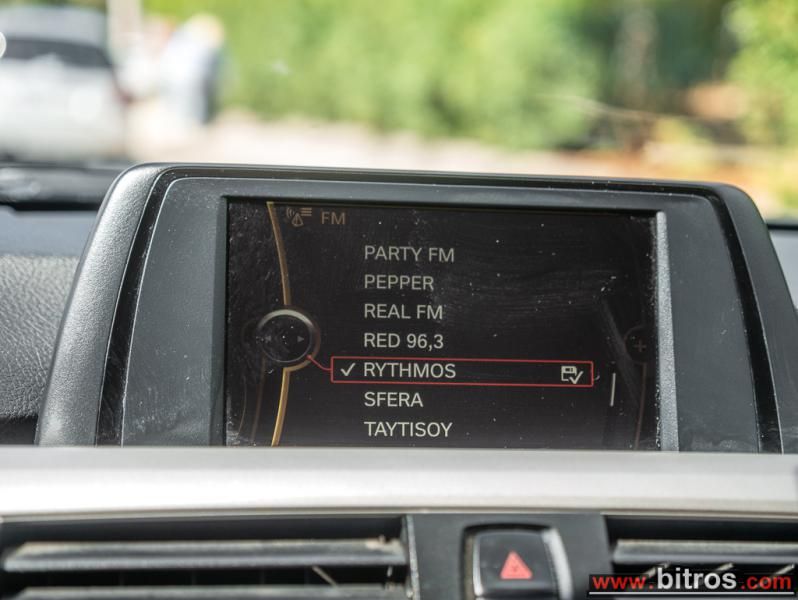 FM
PARTY FM
PEPPER
REAL FM
RED 96,3
RYTHMOS
SFERA
TAYTISOY
www.bitros.com